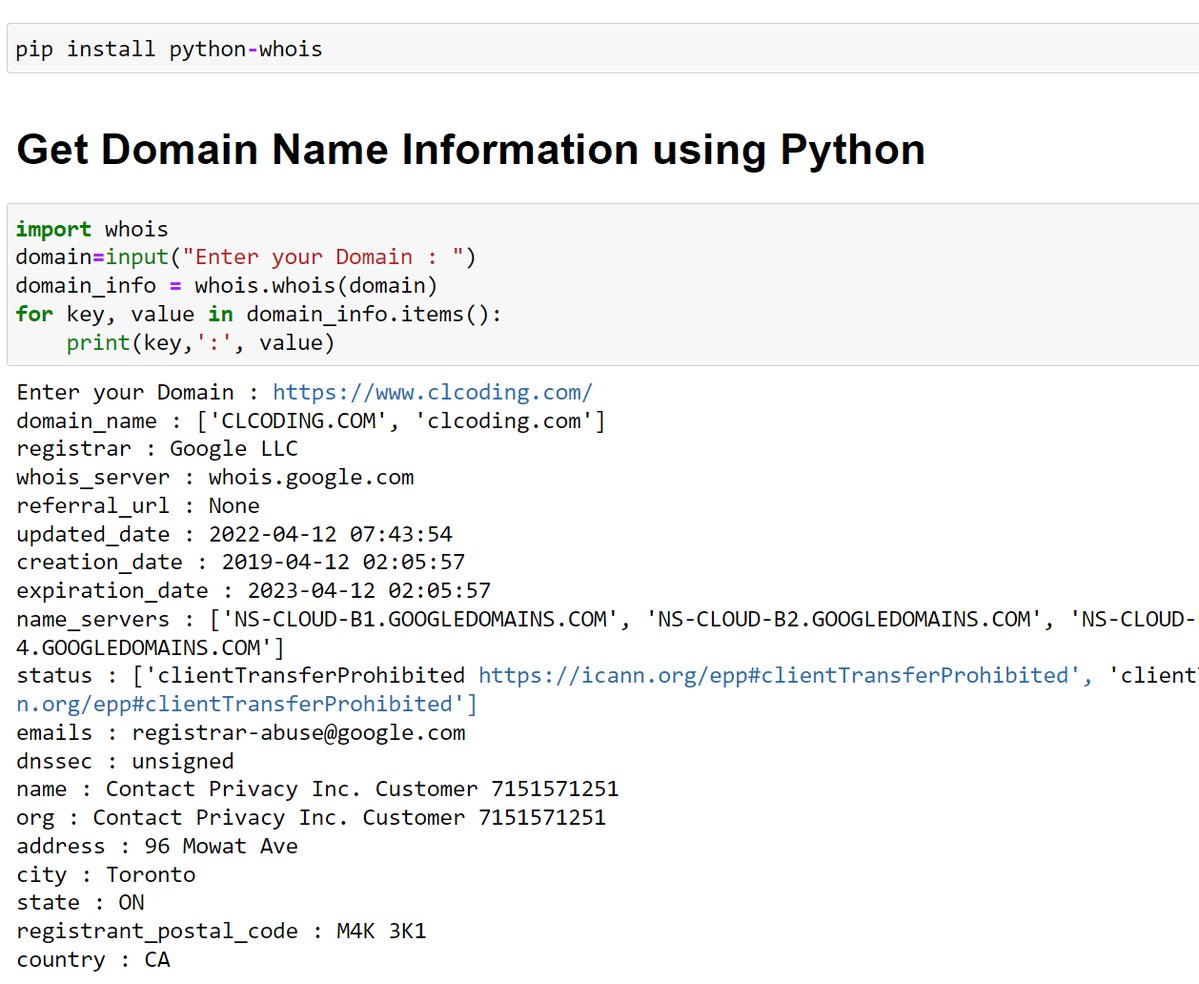 pip install python-whois
Get Domain Name Information using Python
import whois
domain=input("Enter your Domain : ")
domain_info = whois.whois(domain)
for key, value in domain_info.items():
    print(key,':', value)
Enter your Domain : https://www.clcoding.com/
domain_name : ['CLCODING.COM', 'clcoding.com']
registrar : Google LLC
whois_server : whois.google.com
referral_url : None
updated_date : 2022-04-12 07:43:54
creation_date : 2019-04-12 02:05:57
expiration_date : 2023-04-12 02:05:57
name_servers : ['NS-CLOUD-B1.GOOGLEDOMAINS.COM', 'NS-CLOUD-B2.GOOGLEDOMAINS.COM', 'NS-CLOUD-
4.GOOGLEDOMAINS.COM']
status : ['clientTransferProhibited https://icann.org/epp#clientTransferProhibited', 'client
n.org/epp#clientTransferProhibited']
emails : registrar-abuse@google.com
dnssec : unsigned
name : Contact Privacy Inc. Customer 7151571251
org : Contact Privacy Inc. Customer 7151571251
address : 96 Mowat Ave
city : Toronto
state : ON
registrant_postal_code : M4K 3K1
country : CA